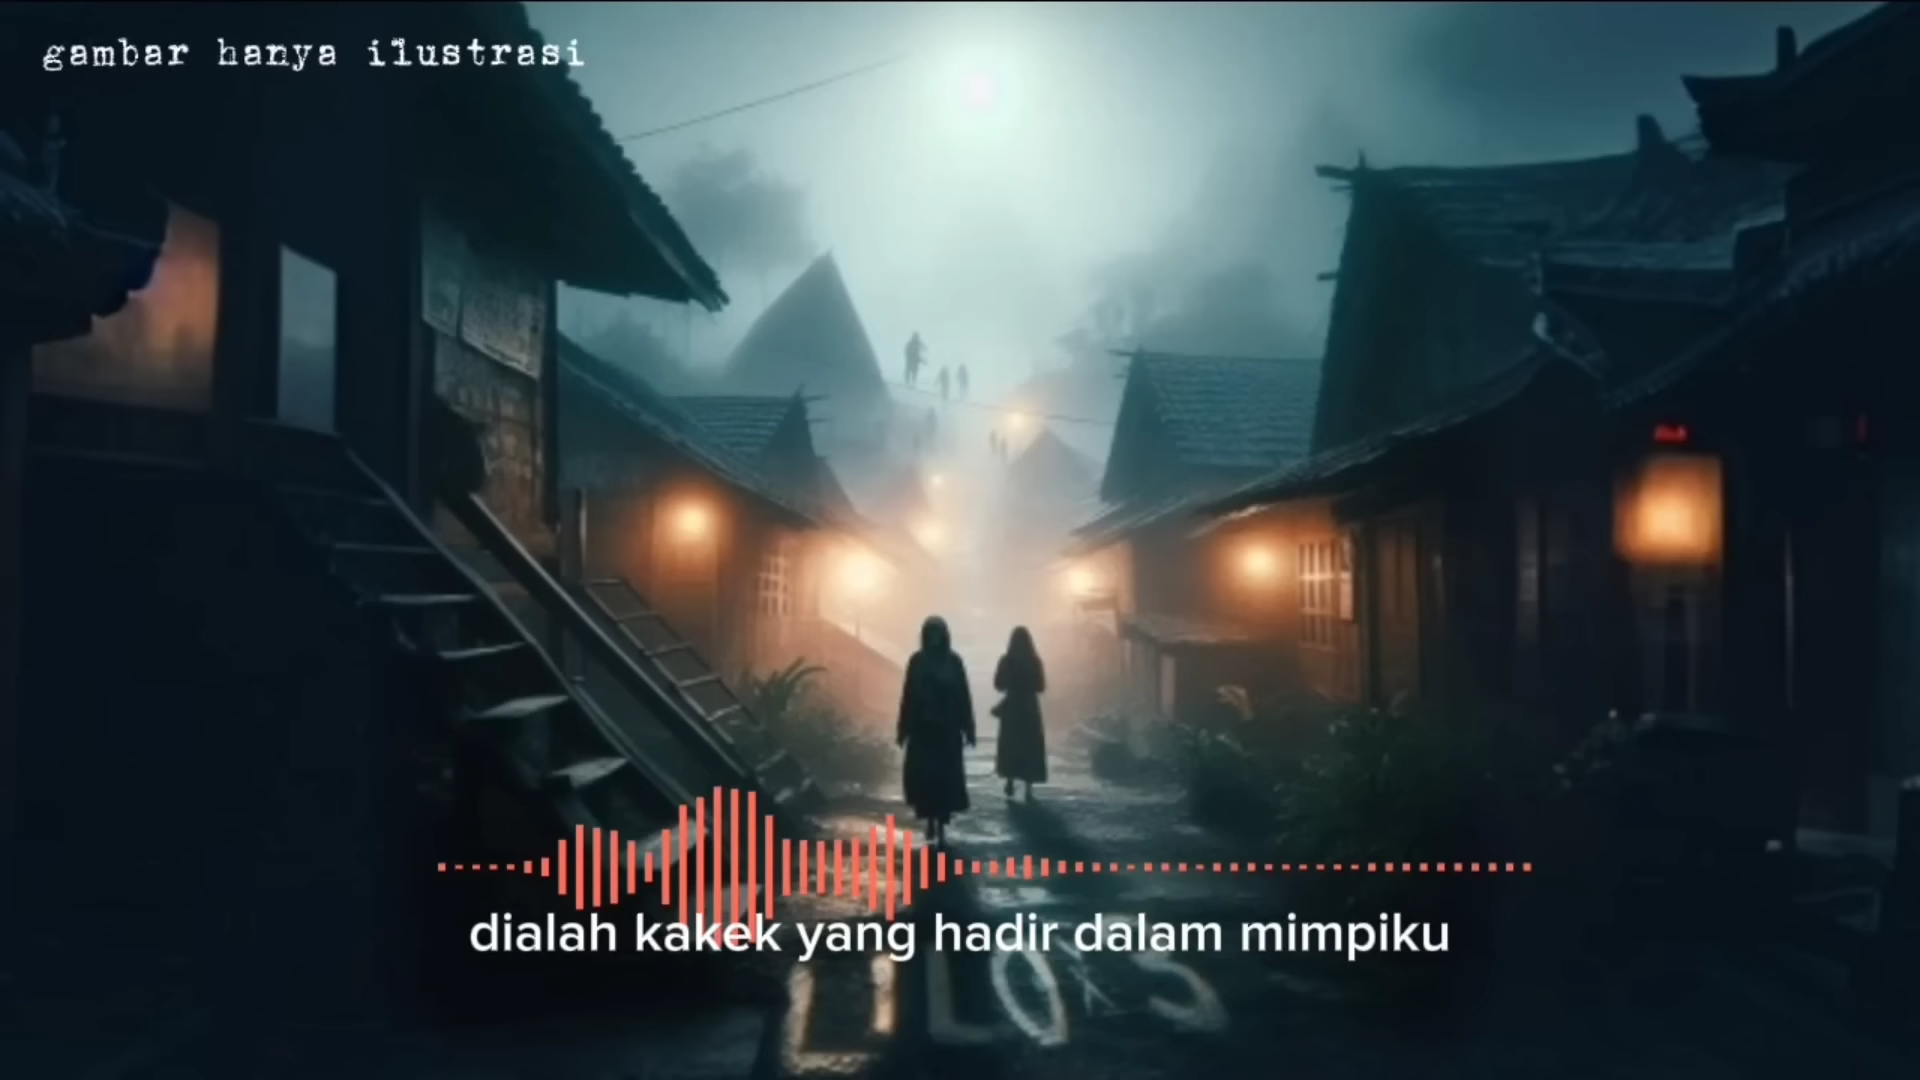 gambar hanya ilustrasi
dialah kakek yang hadir dalam mimpiku